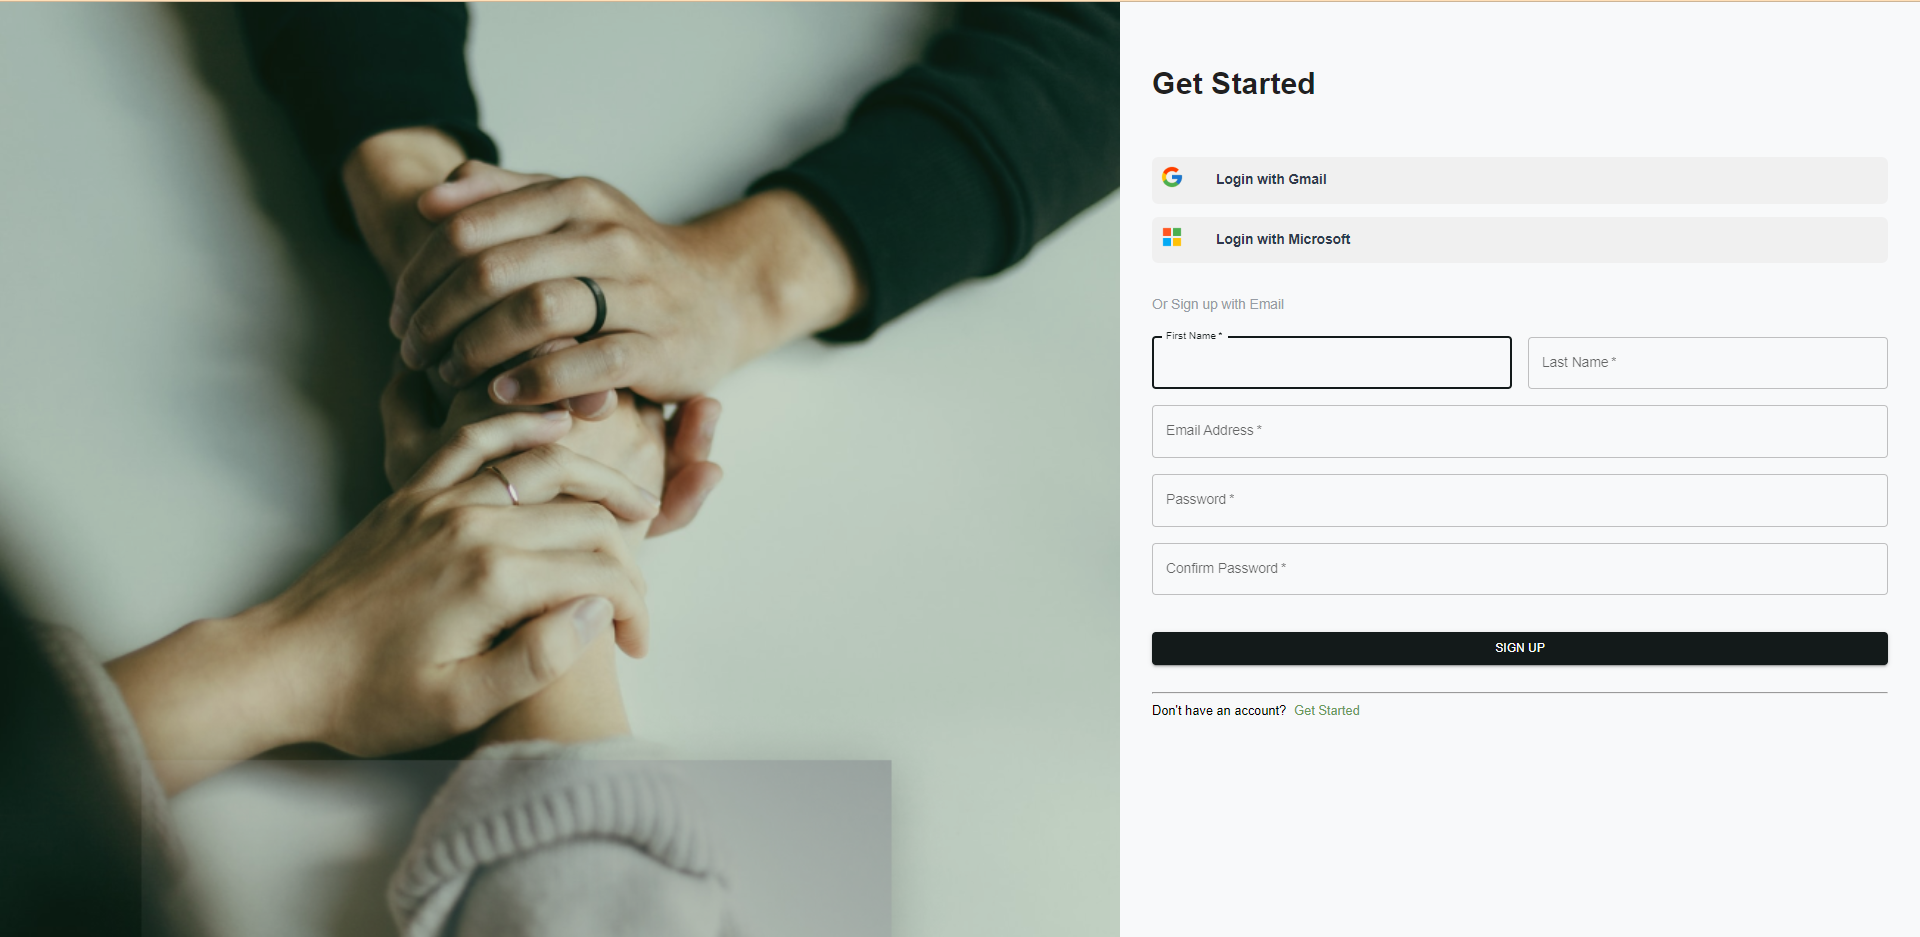 Get Started
Login with Gmail
Login with Microsoft
Or Sign up with Email
First Name *
Last Name *
Email Address *
Password *
Confirm Password *
SIGN UP
Don't have an account? Get Started